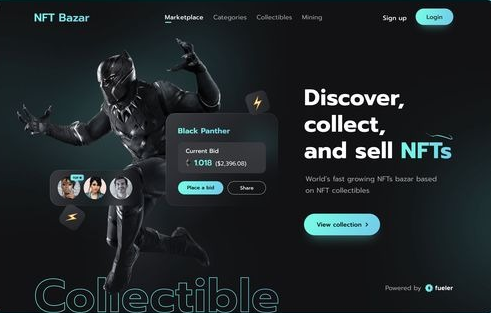 NFT Bazar
Marketplace Categories Collectibles Mining
Sign up Login
Discover,
collect,
and sell NFTs
World's fast growing NFTs bazar based
on NFT collectibles
View collection >
Black Panther
Current Bid
1.018 ($2,396.08)
Place a bid Share
Collectible
Powered by fueler